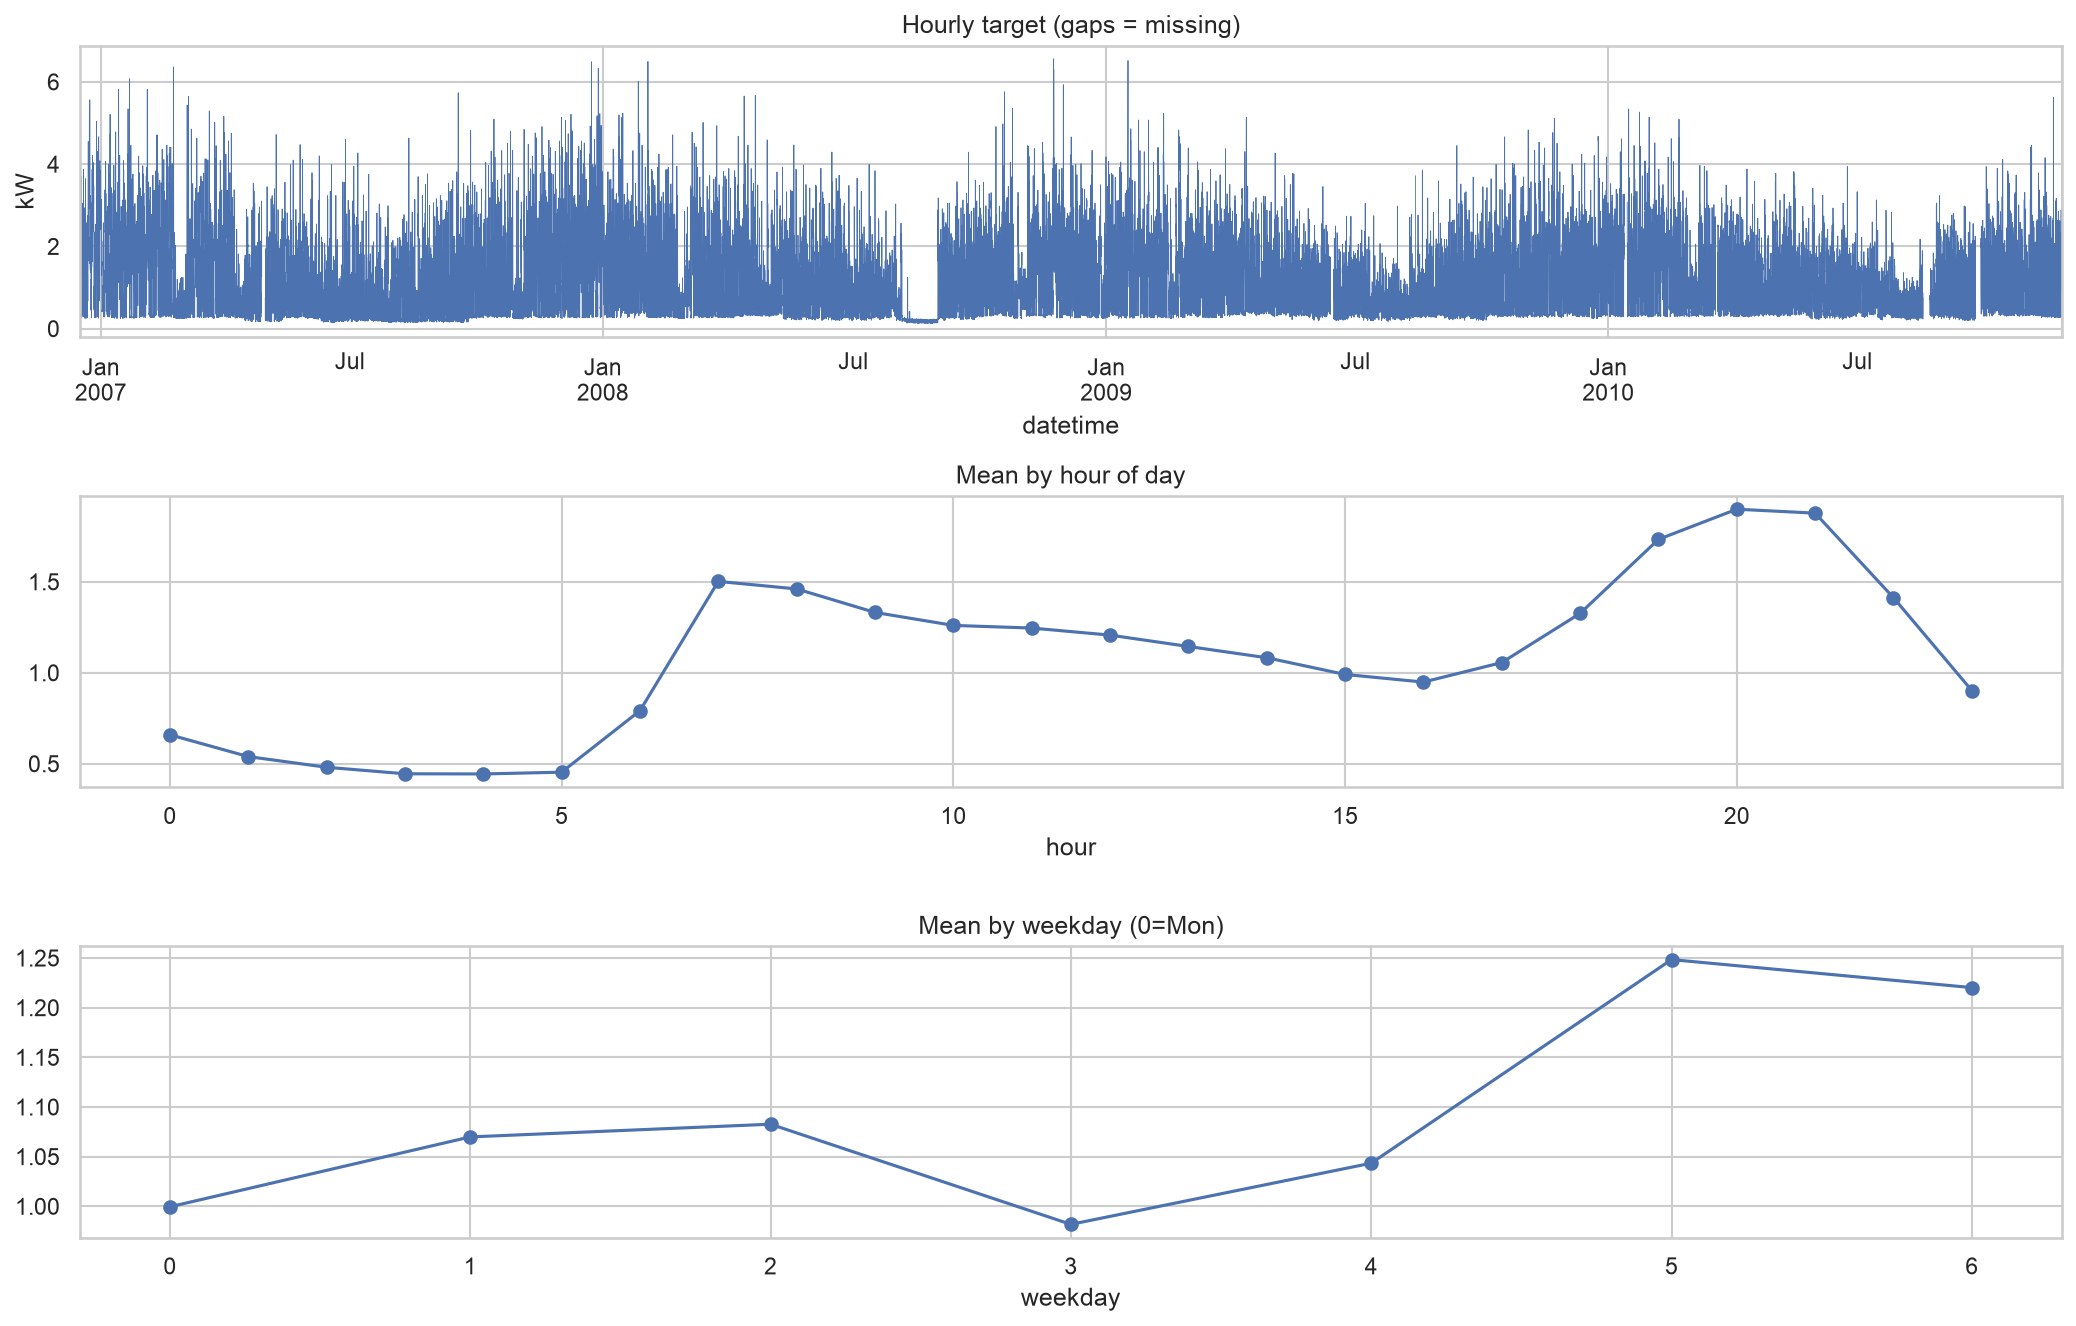 Hourly target (gaps = missing)
kW
6
4
2
0
Jan
2007
Jul
Jan
2008
Jul
Jan
2009
Jul
Jan
2010
Jul
datetime
Mean by hour of day
1.5
1.0
0.5
0 5 10 15 20
hour
Mean by weekday (0=Mon)
1.25
1.20
1.15
1.10
1.05
1.00
0 1 2 3 4 5 6
weekday